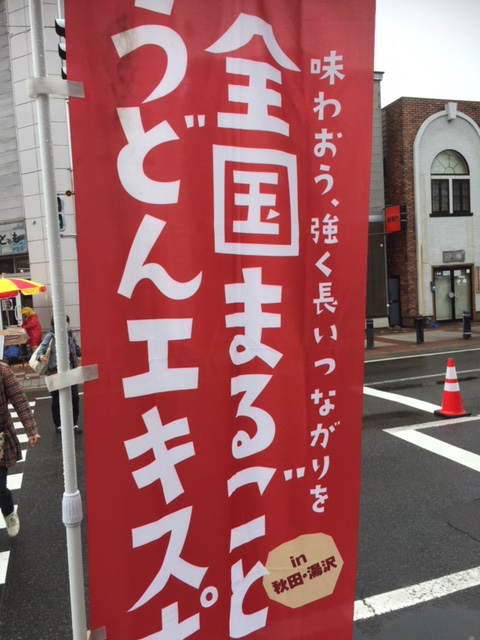 味わおう、強く長いつながりを
全国まるごと
うどんエキスポ
in
秋田・湯沢